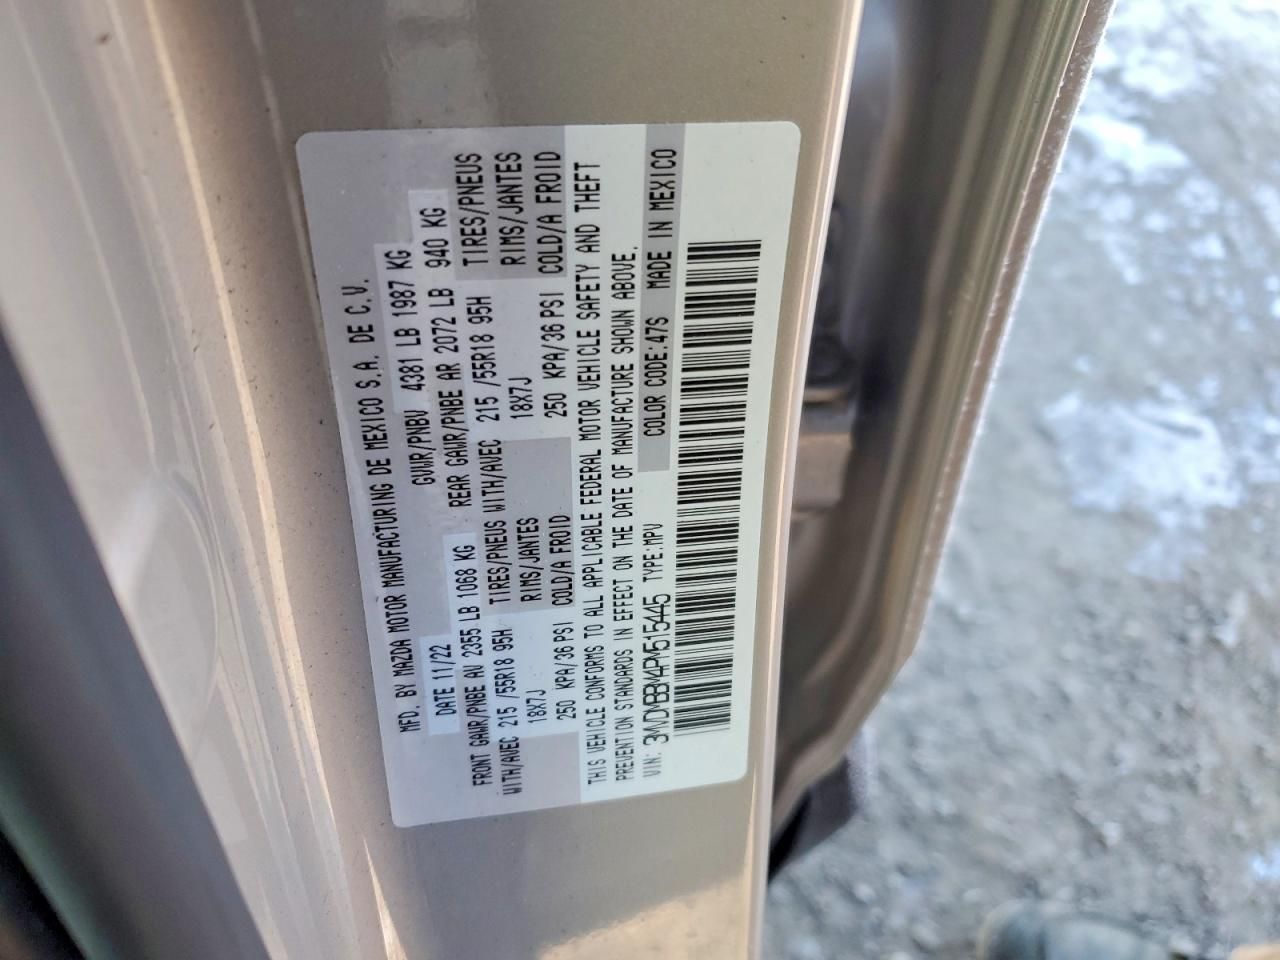 MFD. BY MAZDA MOTOR MANUFACTURING DE MEXICO S.A. DE C.V.
DATE 11/22 GVWR/PNBV 4381 LB 1987 KG
FRONT GAWR/PNBE AV 2355 LB 1068 KG REAR GAWR/PNBE AR 2072 LB 940 KG
WITH/AVEC 215 /55R18 95H TIRES/PNEUS WITH/AVEC 215 /55R18 95H TIRES/PNEUS
18X7J RIMS/JANTES 18X7J RIMS/JANTES
250 KPA/36 PSI COLD/A FROID 250 KPA/36 PSI COLD/A FROID
THIS VEHICLE CONFORMS TO ALL APPLICABLE FEDERAL MOTOR VEHICLE SAFETY AND THEFT
PREVENTION STANDARDS IN EFFECT ON THE DATE OF MANUFACTURE SHOWN ABOVE.
VIN: 3MVDMBBM4PM515445 TYPE:MPV COLOR CODE:47S MADE IN MEXICO